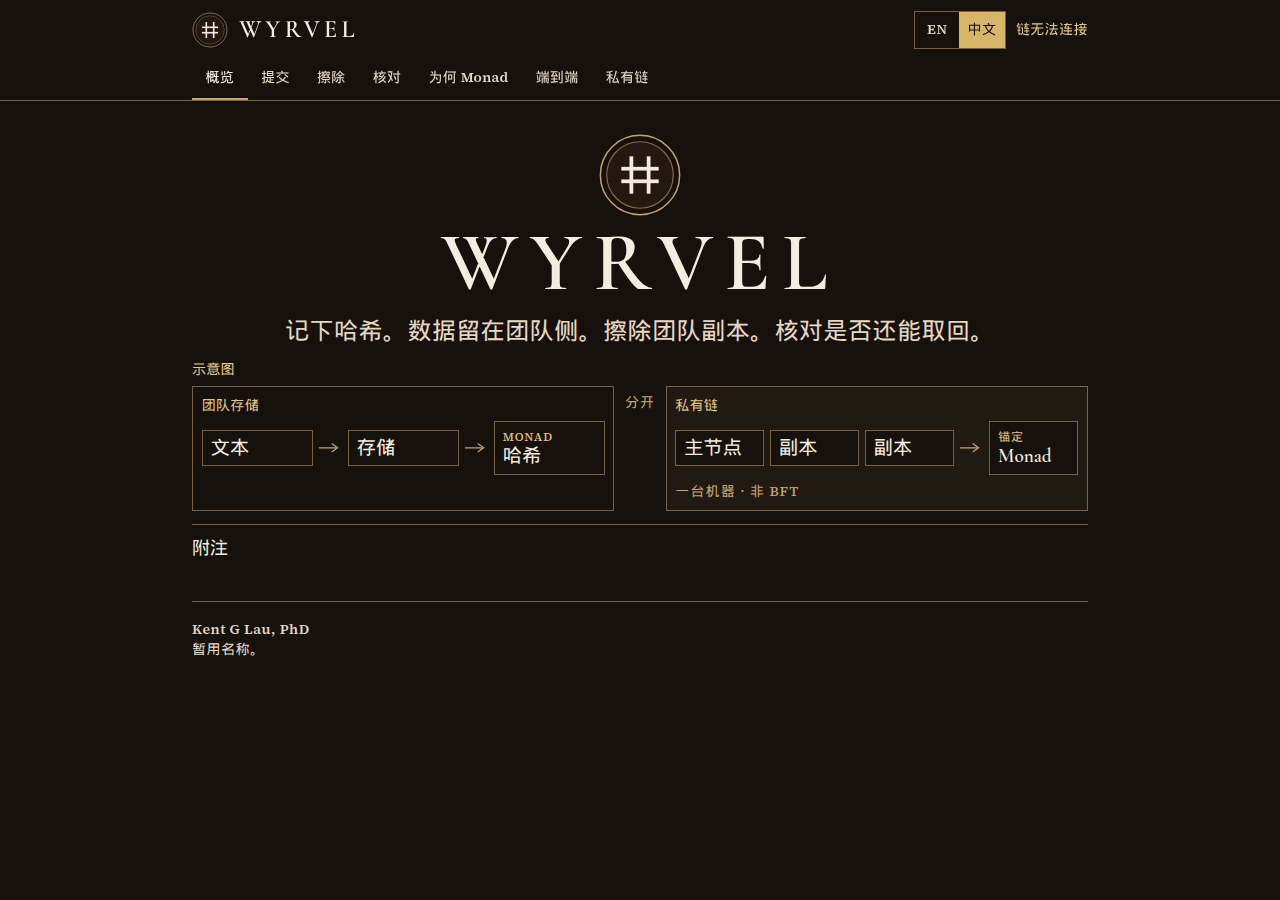 WYRVEL
EN 中文 链无法连接
概览 提交 擦除 核对 为何 Monad 端到端 私有链
WYRVEL
记下哈希。数据留在团队侧。擦除团队副本。核对是否还能取回。
示意图
团队存储
文本 → 存储 → MONAD 哈希
分开
私有链
主节点 副本 副本 → 锚定 Monad
一台机器 · 非 BFT
附注
Kent G Lau, PhD
暂用名称。